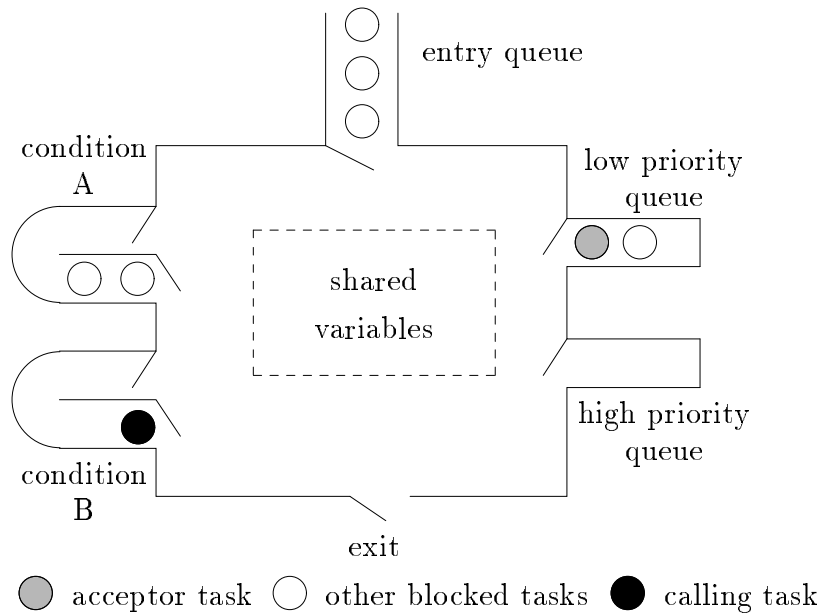 entry queue
condition
A
low priority
queue
shared
variables
high priority
queue
condition
B
exit
acceptor task other blocked tasks calling task